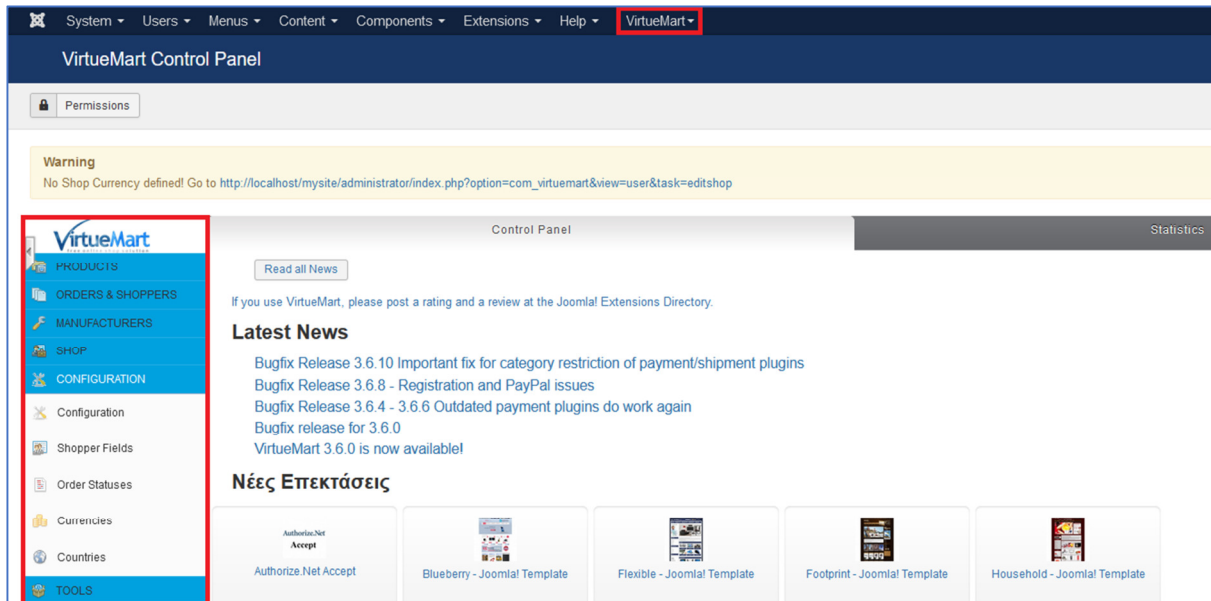 System Users Menus Content Components Extensions Help VirtueMart
VirtueMart Control Panel
Permissions
Warning
No Shop Currency defined! Go to http://localhost/mysite/administrator/index.php?option=com_virtuemart&view=user&task=editshop
VirtueMart
Control Panel
Statistics
PRODUCTS
ORDERS & SHOPPERS
MANUFACTURERS
SHOP
CONFIGURATION
Configuration
Shopper Fields
Order Statuses
Currencies
Countries
TOOLS
Read all News
If you use VirtueMart, please post a rating and a review at the Joomla! Extensions Directory.
Latest News
Bugfix Release 3.6.10 Important fix for category restriction of payment/shipment plugins
Bugfix Release 3.6.8 - Registration and PayPal issues
Bugfix Release 3.6.4 - 3.6.6 Outdated payment plugins do work again
Bugfix release for 3.6.0
VirtueMart 3.6.0 is now available!
Νέες Επεκτάσεις
Authorize.Net
Accept
Authorize.Net Accept
Blueberry - Joomla! Template
Flexible - Joomla! Template
Footprint - Joomla! Template
Household - Joomla! Template